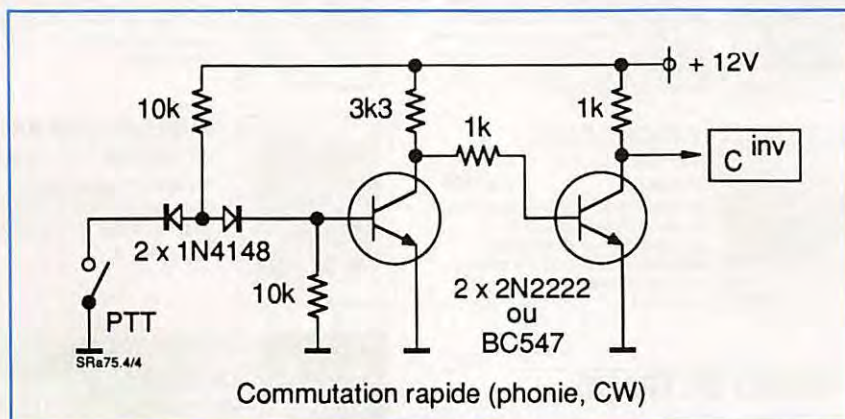 + 12V
10k
3k3
1k
1k
C inv
2 x 1N4148
10k
PTT
2 x 2N2222
ou
BC547
SRa75.4/4
Commutation rapide (phonie, CW)